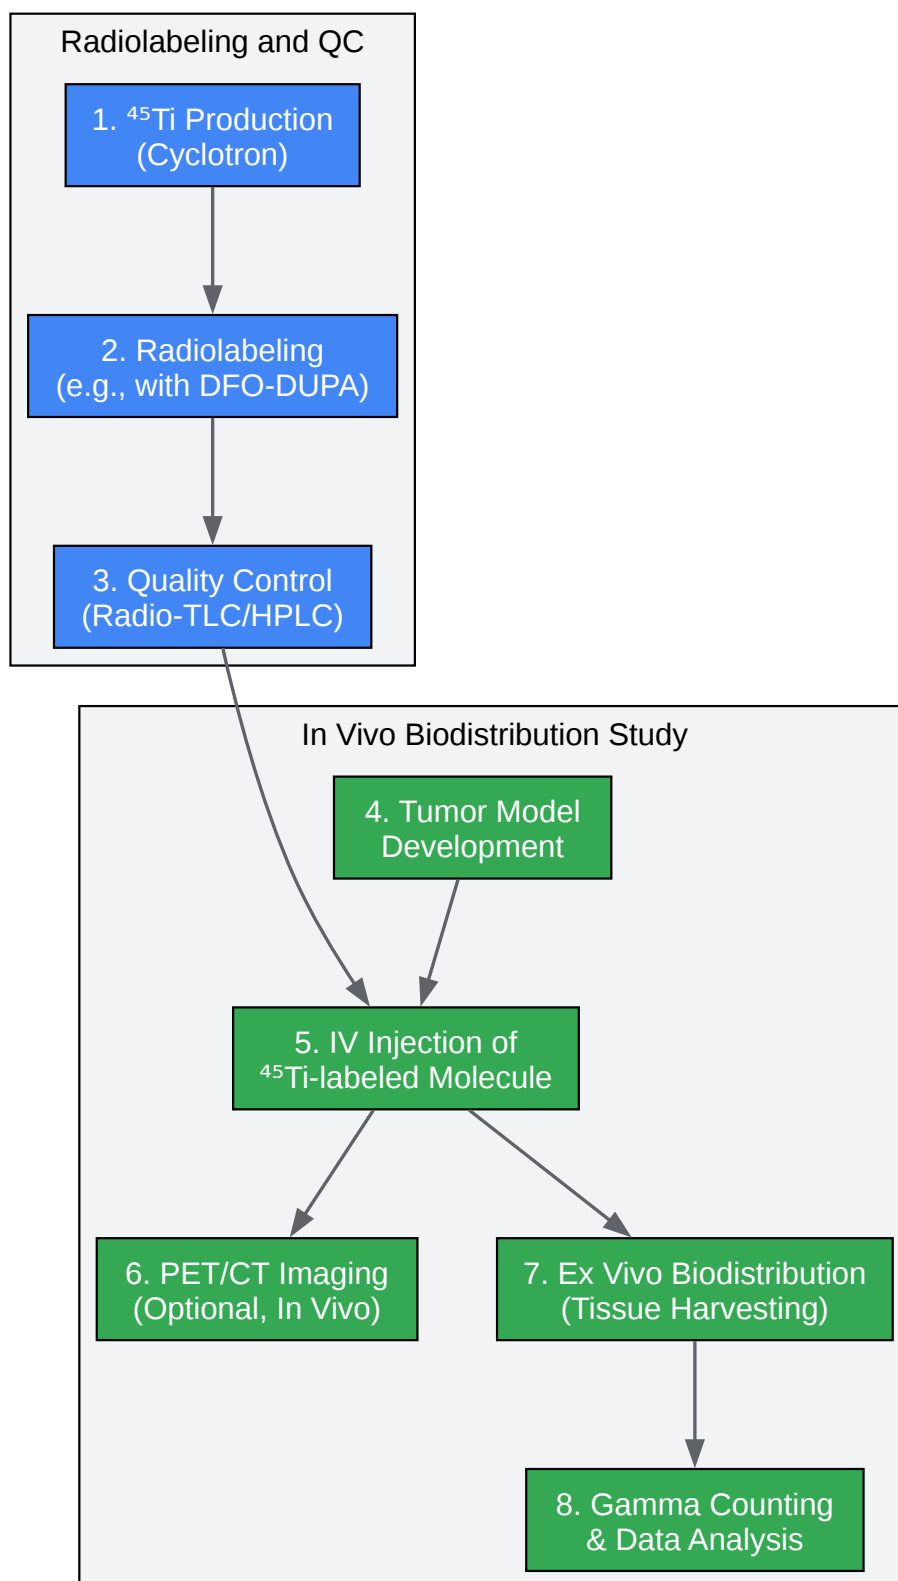 Radiolabeling and QC
1. ⁴⁵Ti Production
(Cyclotron)
2. Radiolabeling
(e.g., with DFO-DUPA)
3. Quality Control
(Radio-TLC/HPLC)
In Vivo Biodistribution Study
4. Tumor Model
Development
5. IV Injection of
⁴⁵Ti-labeled Molecule
6. PET/CT Imaging
(Optional, In Vivo)
7. Ex Vivo Biodistribution
(Tissue Harvesting)
8. Gamma Counting
& Data Analysis